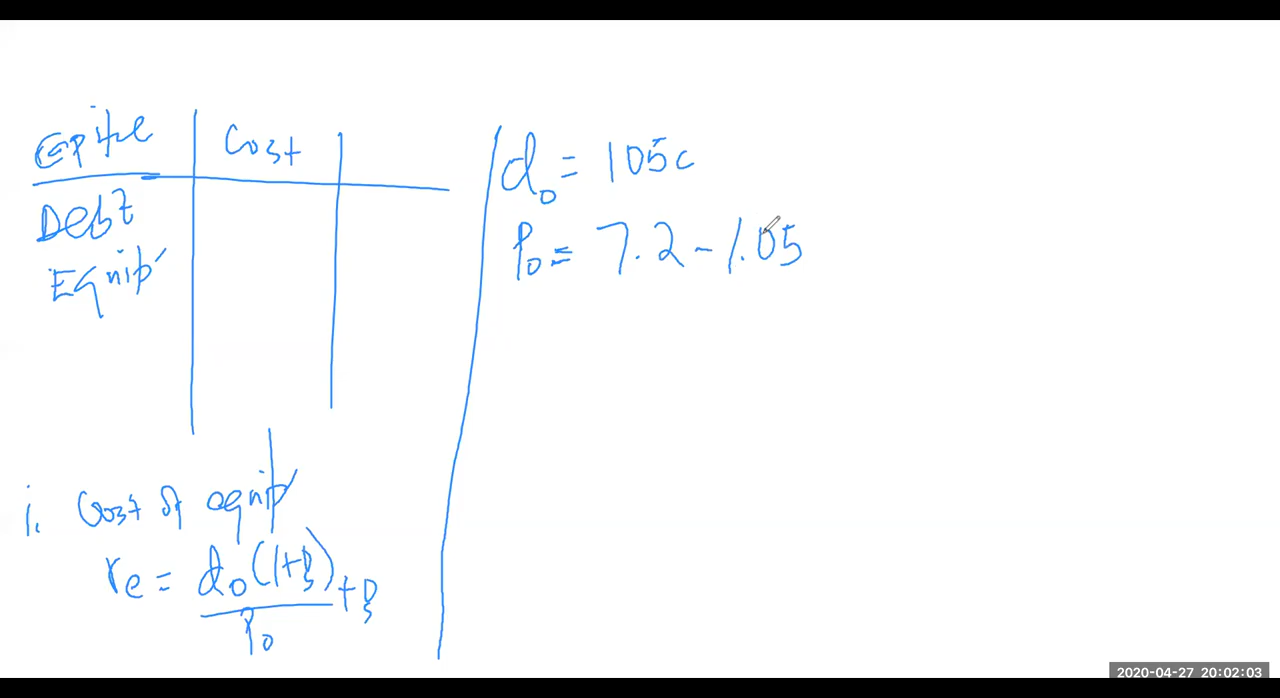 Capital Cost
Debt
Equity
i. Cost of equity
re = d₀(1+g)/P₀ + g
d₀ = 105c
P₀ = 7.2 - 1.05
2020-04-27 20:02:03